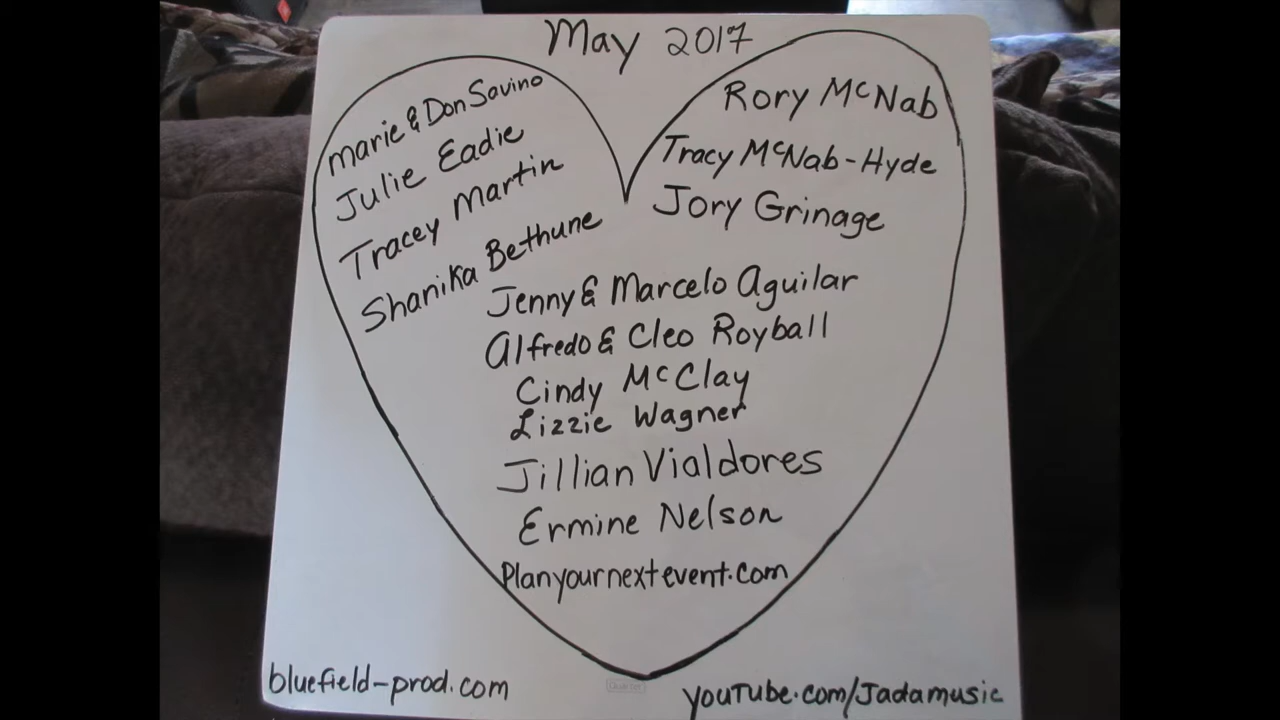 May 2017
Marie & Don Savino
Julie Eadie
Tracey Martin
Shanika Bethune
Rory McNab
Tracy McNab-Hyde
Jory Grinage
Jenny & Marcelo Aguilar
Alfredo & Cleo Royball
Cindy McClay
Lizzie Wagner
Jillian Vialdores
Ermine Nelson
Planyournextevent.com
bluefield-prod.com
youTube.com/Jadamusic